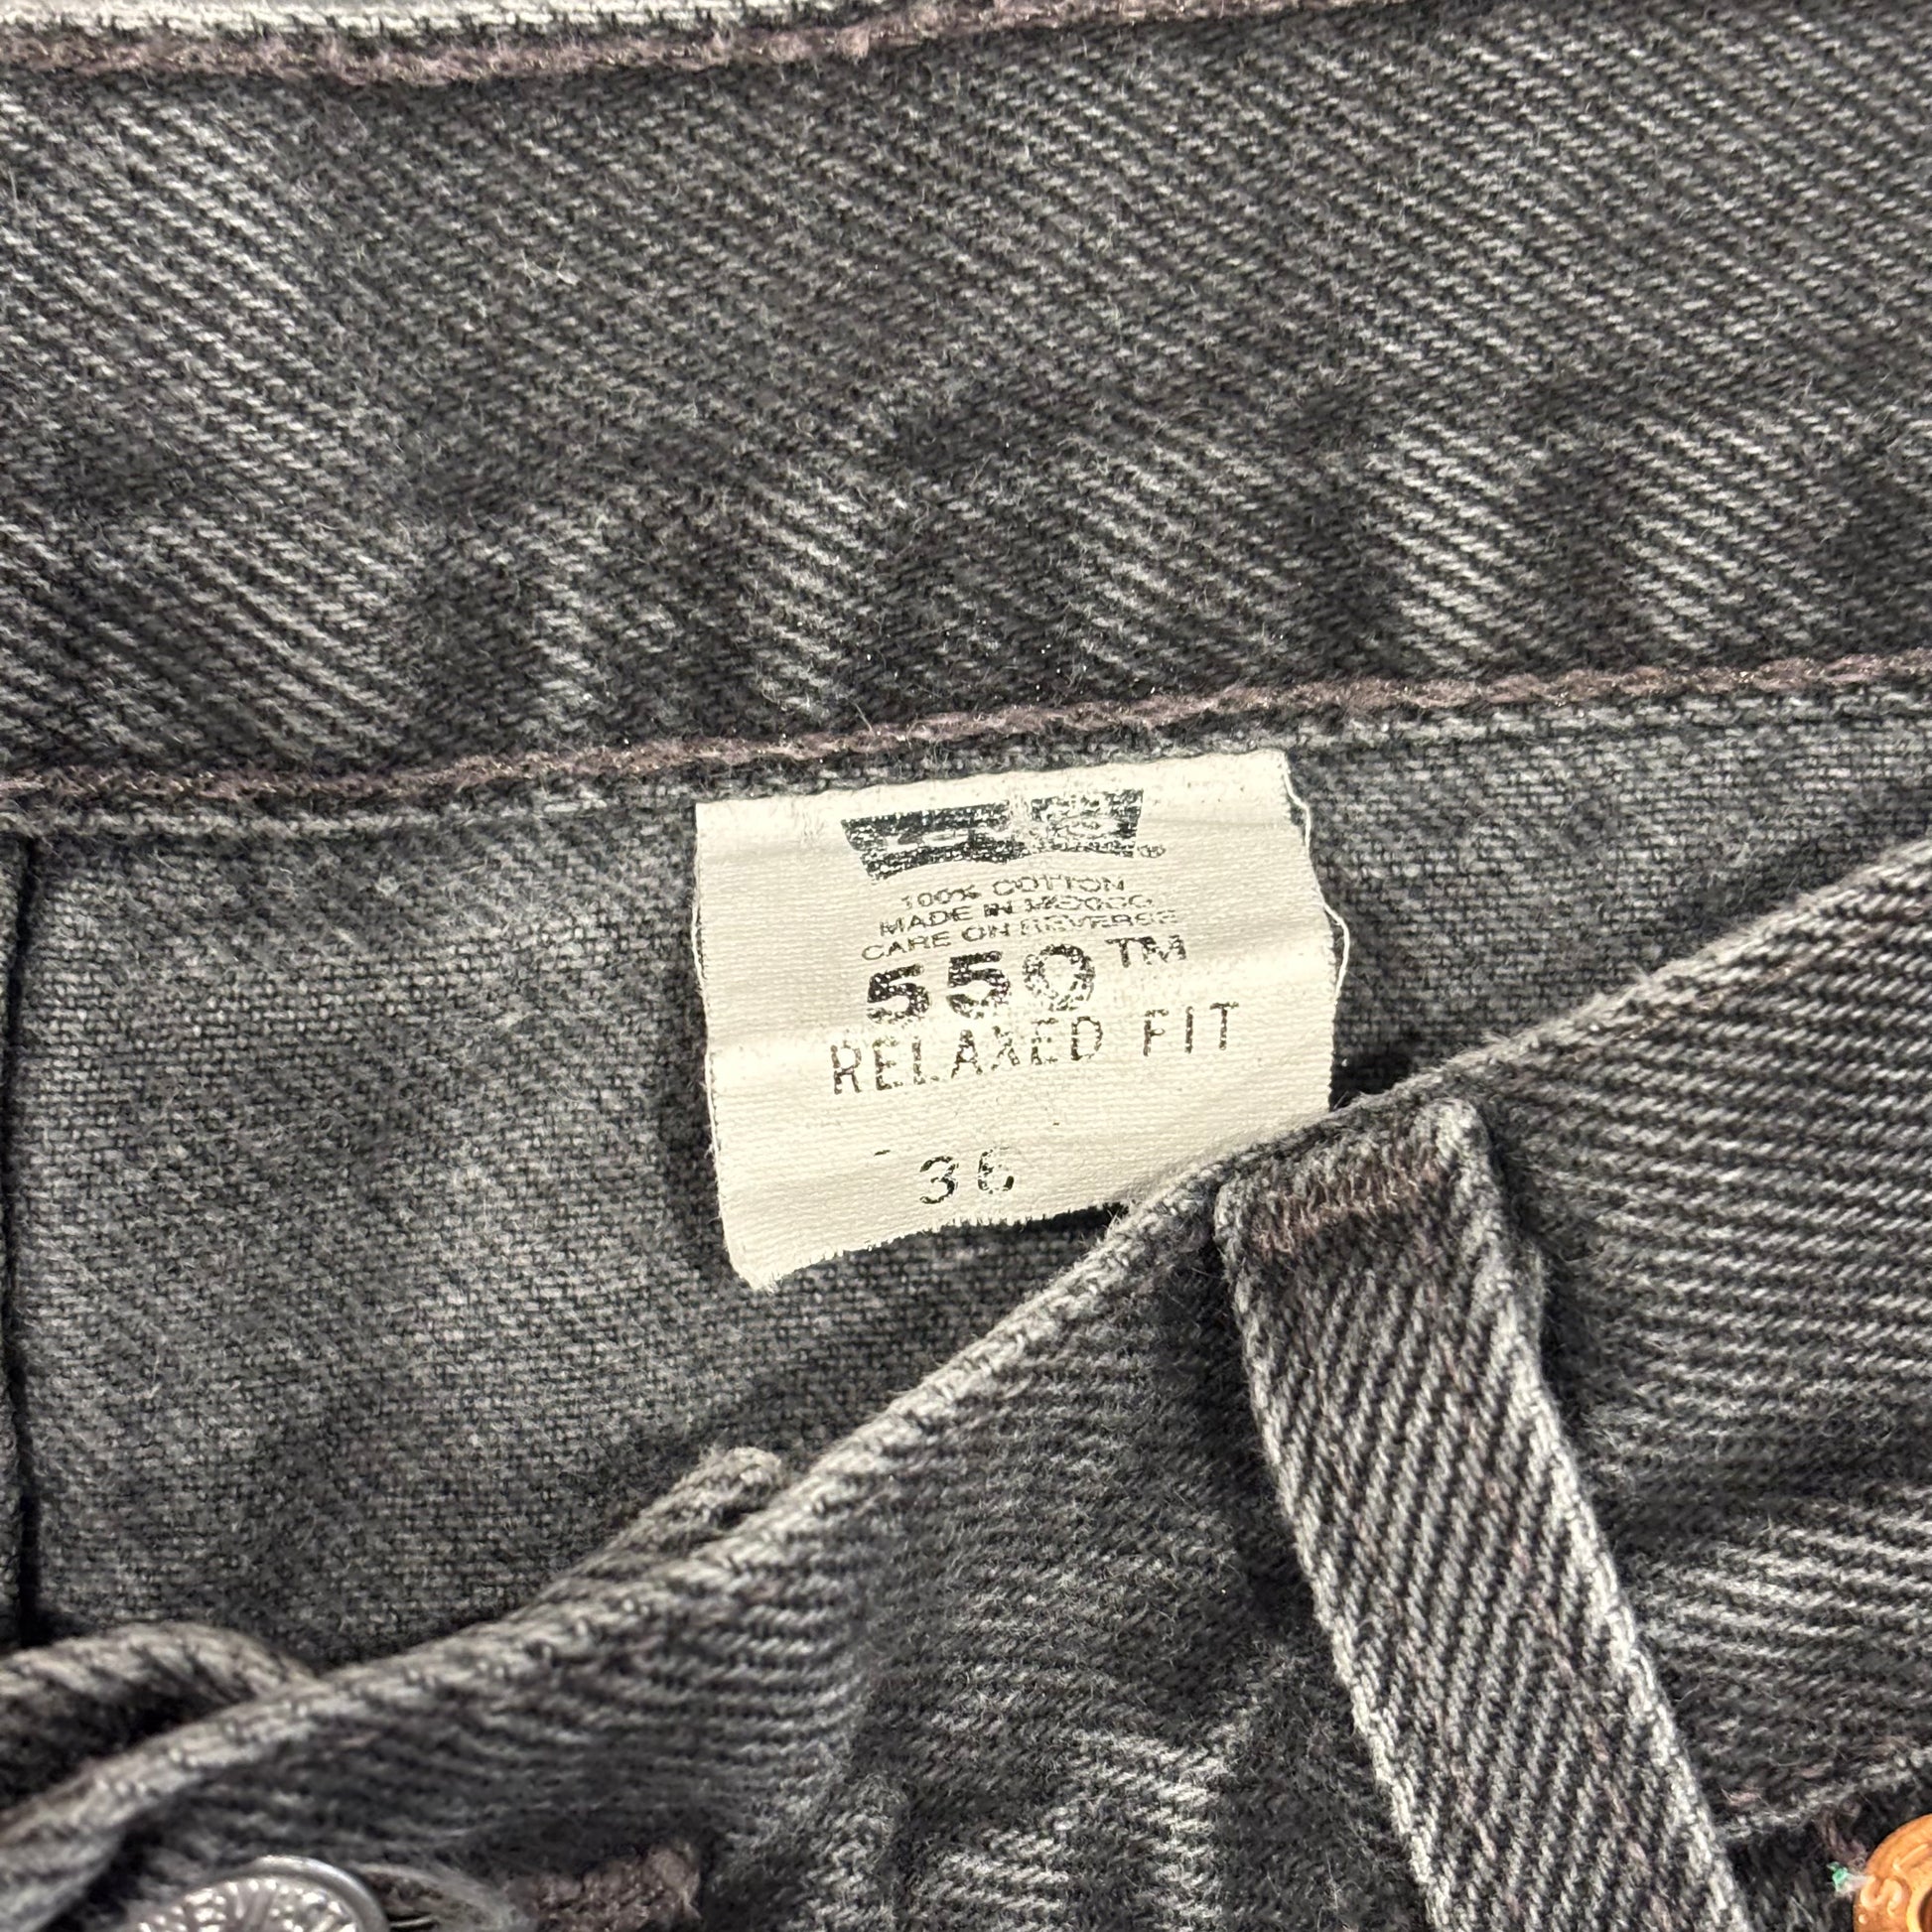 100% COTTON
MADE IN MEXICO
CARE ON REVERSE
550™
RELAXED FIT
36